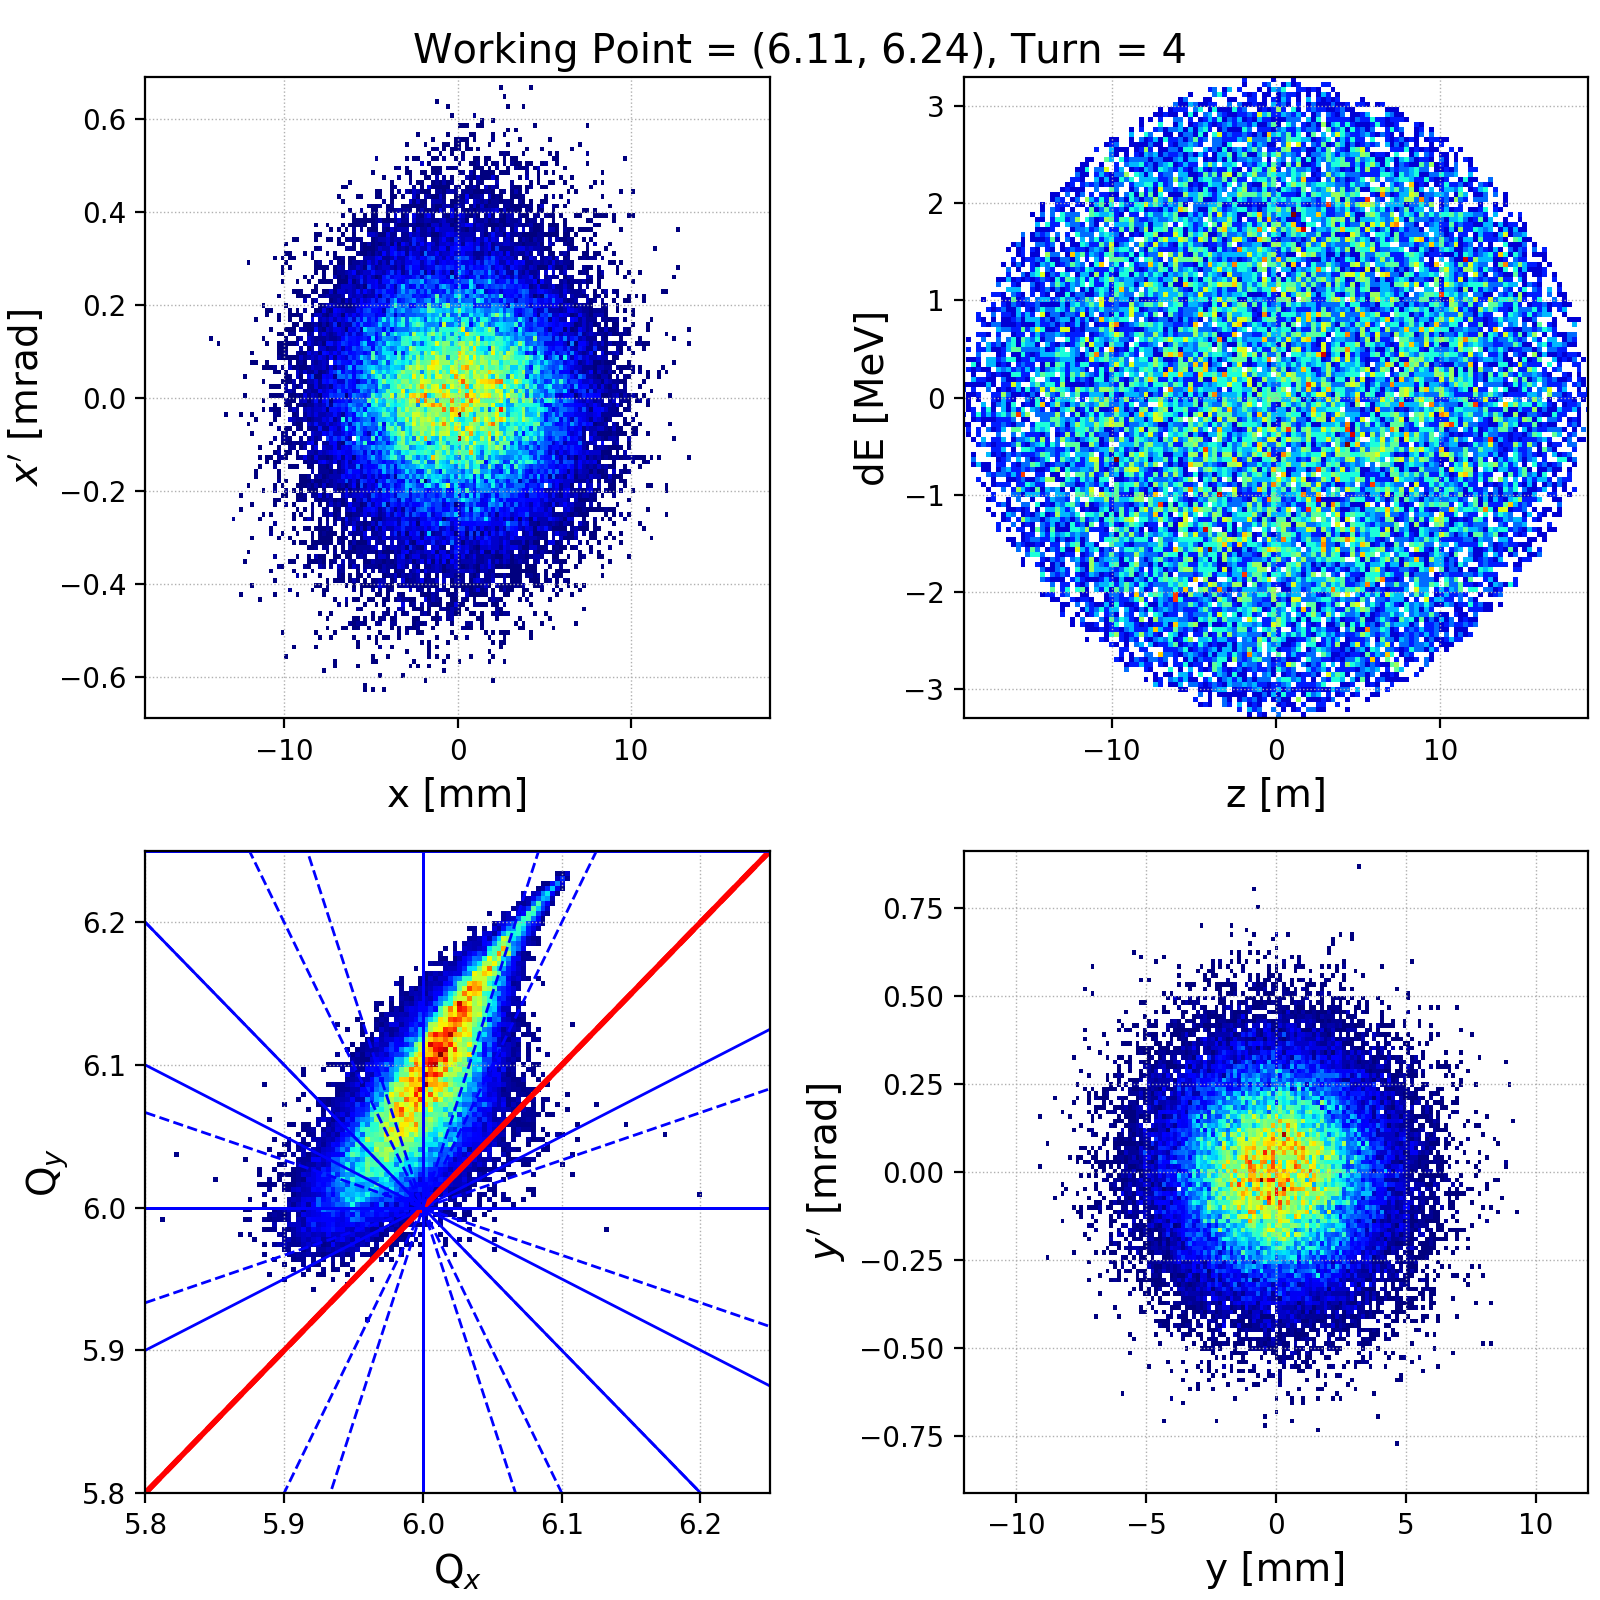 Working Point = (6.11, 6.24), Turn = 4
0.6
0.4
0.2
0.0
−0.2
−0.4
−0.6
x′ [mrad]
−10 0 10
x [mm]
3
2
1
0
−1
−2
−3
dE [MeV]
−10 0 10
z [m]
6.2
6.1
6.0
5.9
5.8
Qy
5.8 5.9 6.0 6.1 6.2
Qx
0.75
0.50
0.25
0.00
−0.25
−0.50
−0.75
y′ [mrad]
−10 −5 0 5 10
y [mm]